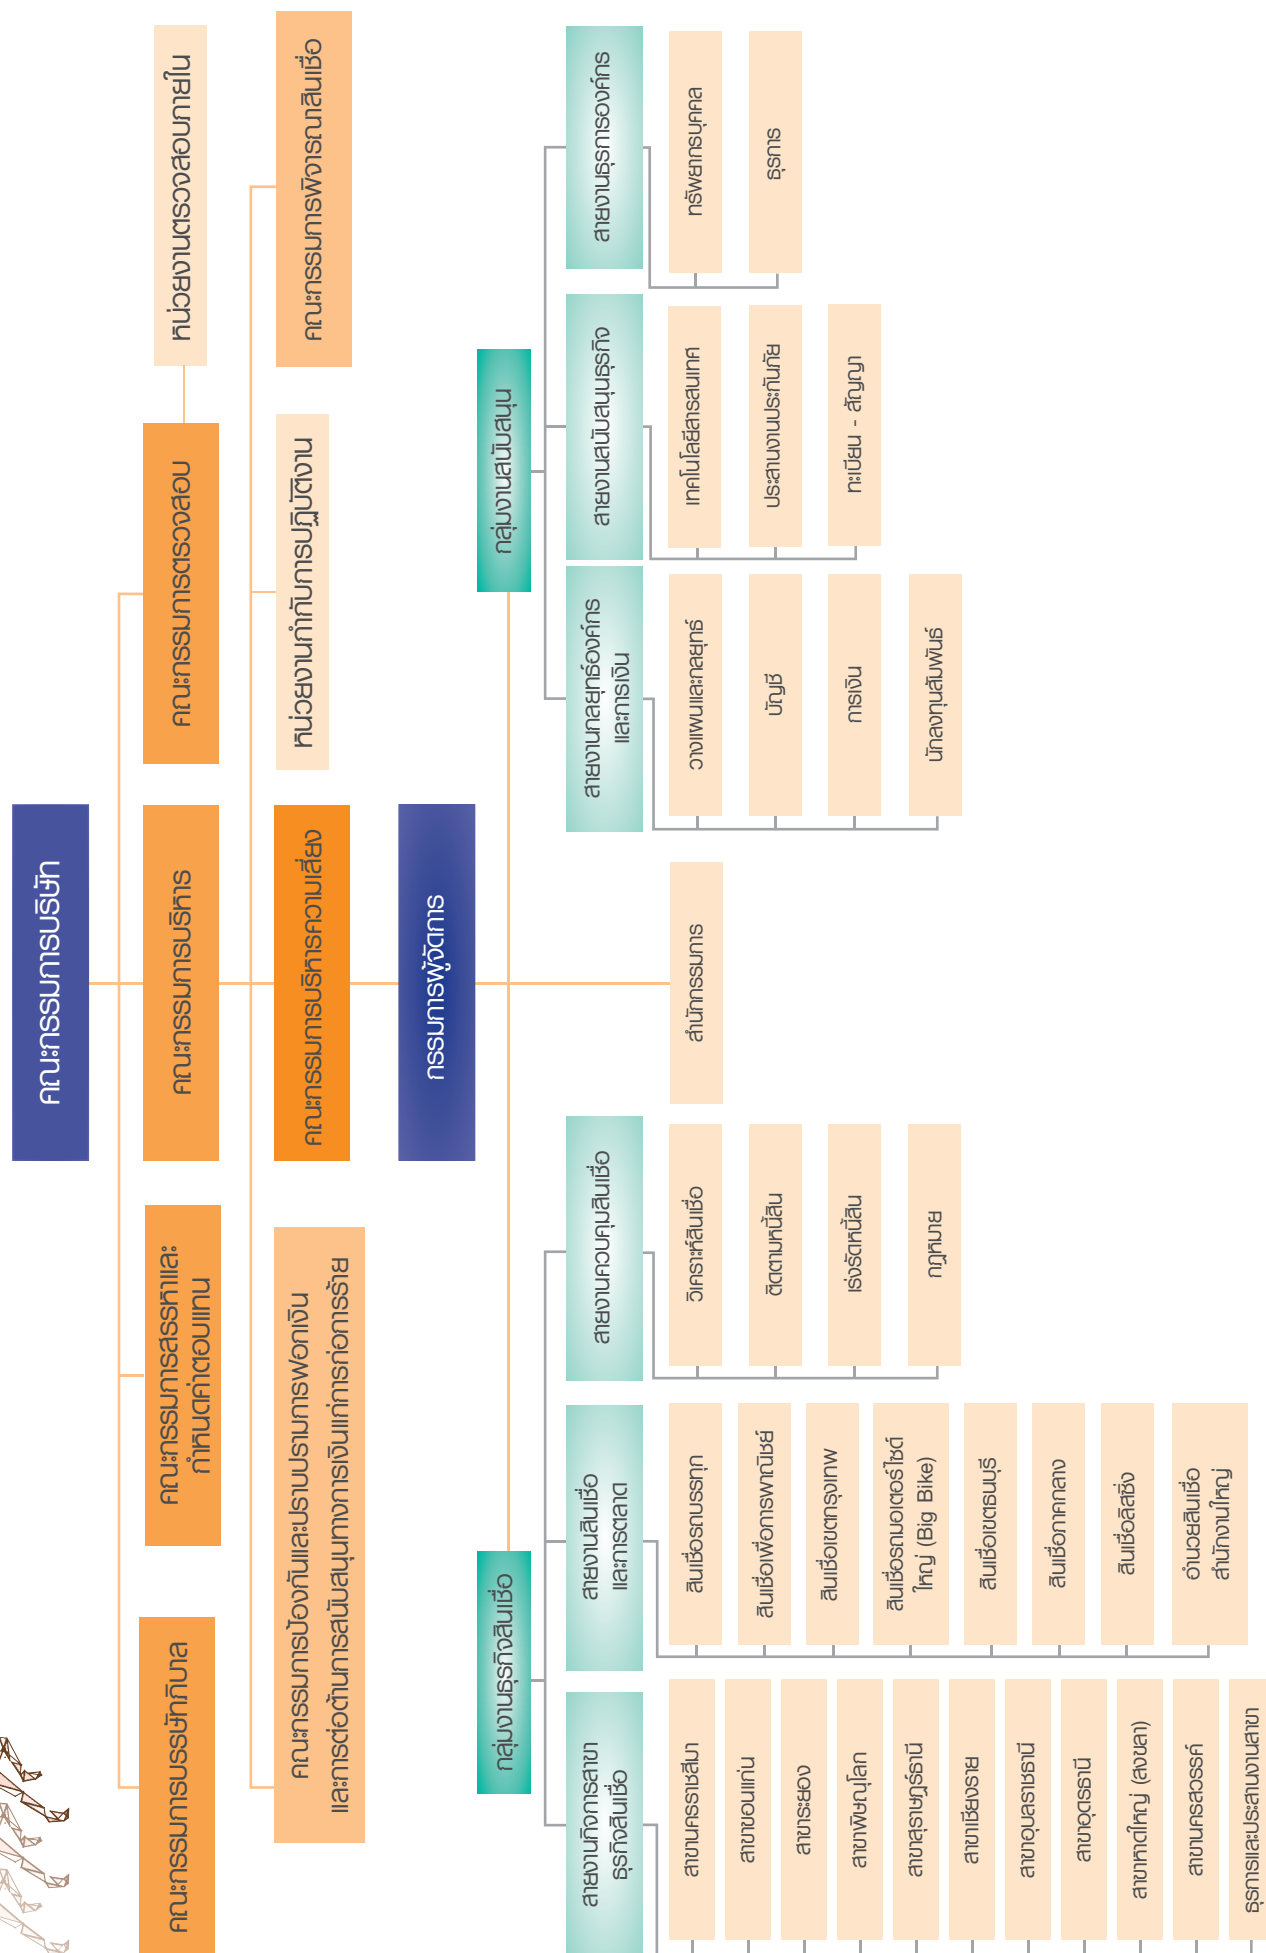 คณะกรรมการบริษัท
คณะกรรมการบรรษัทภิบาล
คณะกรรมการสรรหาและ
กำหนดค่าตอบแทน
คณะกรรมการบริหาร
คณะกรรมการตรวจสอบ
หน่วยงานตรวจสอบภายใน
คณะกรรมการป้องกันและปราบปรามการฟอกเงิน
และการต่อต้านการสนับสนุนทางการเงินแก่การก่อการร้าย
คณะกรรมการบริหารความเสี่ยง
หน่วยงานกำกับการปฏิบัติงาน
คณะกรรมการพิจารณาสินเชื่อ
กรรมการผู้จัดการ
กลุ่มงานธุรกิจสินเชื่อ
กลุ่มงานสนับสนุน
สายงานกิจการสาขา
ธุรกิจสินเชื่อ
สาขานครราชสีมา
สาขาขอนแก่น
สาขาระยอง
สาขาพิษณุโลก
สาขาสุราษฎร์ธานี
สาขาเชียงราย
สาขาอุบลราชธานี
สาขาอุดรธานี
สาขาหาดใหญ่ (สงขลา)
สาขานครสวรรค์
ธุรการและประสานงานสาขา
สายงานสินเชื่อ
และการตลาด
สินเชื่อรถบรรทุก
สินเชื่อเพื่อการพาณิชย์
สินเชื่อเขตกรุงเทพ
สินเชื่อรถมอเตอร์ไซด์
ใหญ่ (Big Bike)
สินเชื่อเขตธนบุรี
สินเชื่อภาคกลาง
สินเชื่อลิสซิ่ง
อำนวยสินเชื่อ
สำนักงานใหญ่
สายงานควบคุมสินเชื่อ
วิเคราะห์สินเชื่อ
ติดตามหนี้สิน
เร่งรัดหนี้สิน
กฎหมาย
สำนักกรรมการ
สายงานกลยุทธ์องค์กร
และการเงิน
วางแผนและกลยุทธ์
บัญชี
การเงิน
นักลงทุนสัมพันธ์
สายงานสนับสนุนธุรกิจ
เทคโนโลยีสารสนเทศ
ประสานงานประกันภัย
ทะเบียน - สัญญา
สายงานธุรการองค์กร
ทรัพยากรบุคคล
ธุรการ